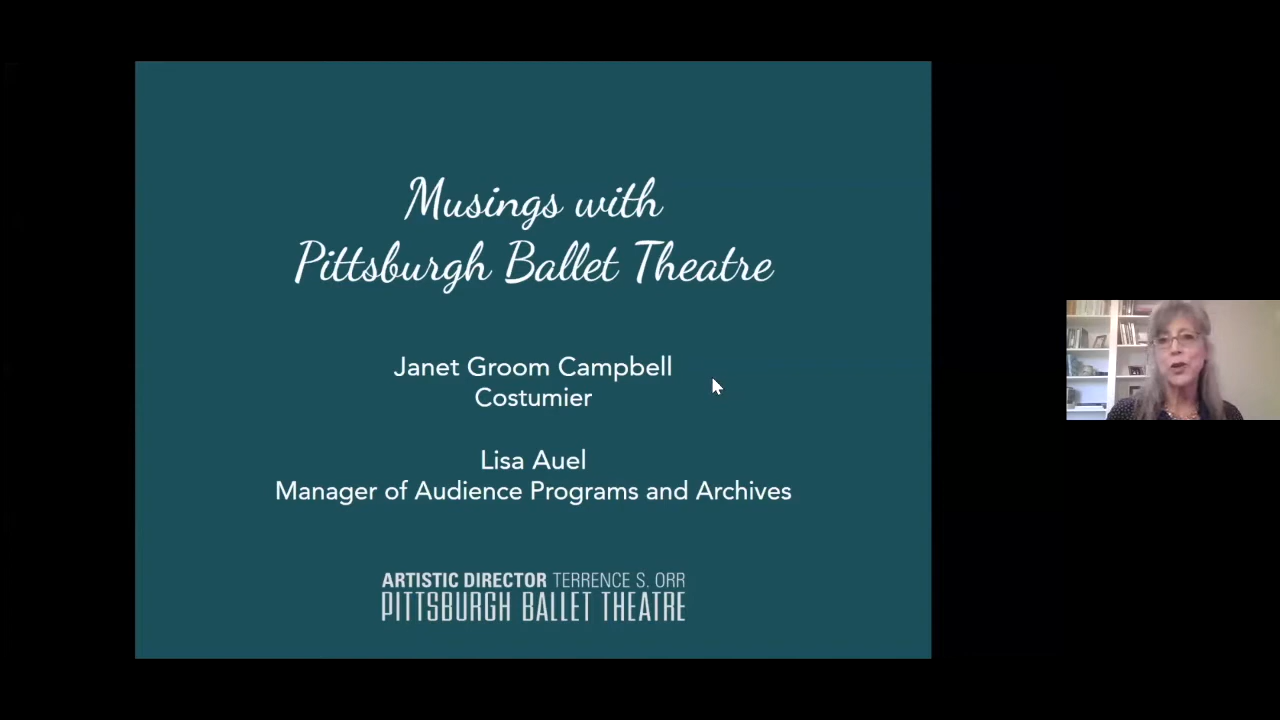 Musings with
Pittsburgh Ballet Theatre
Janet Groom Campbell
Costumier
Lisa Auel
Manager of Audience Programs and Archives
ARTISTIC DIRECTOR TERRENCE S. ORR
PITTSBURGH BALLET THEATRE